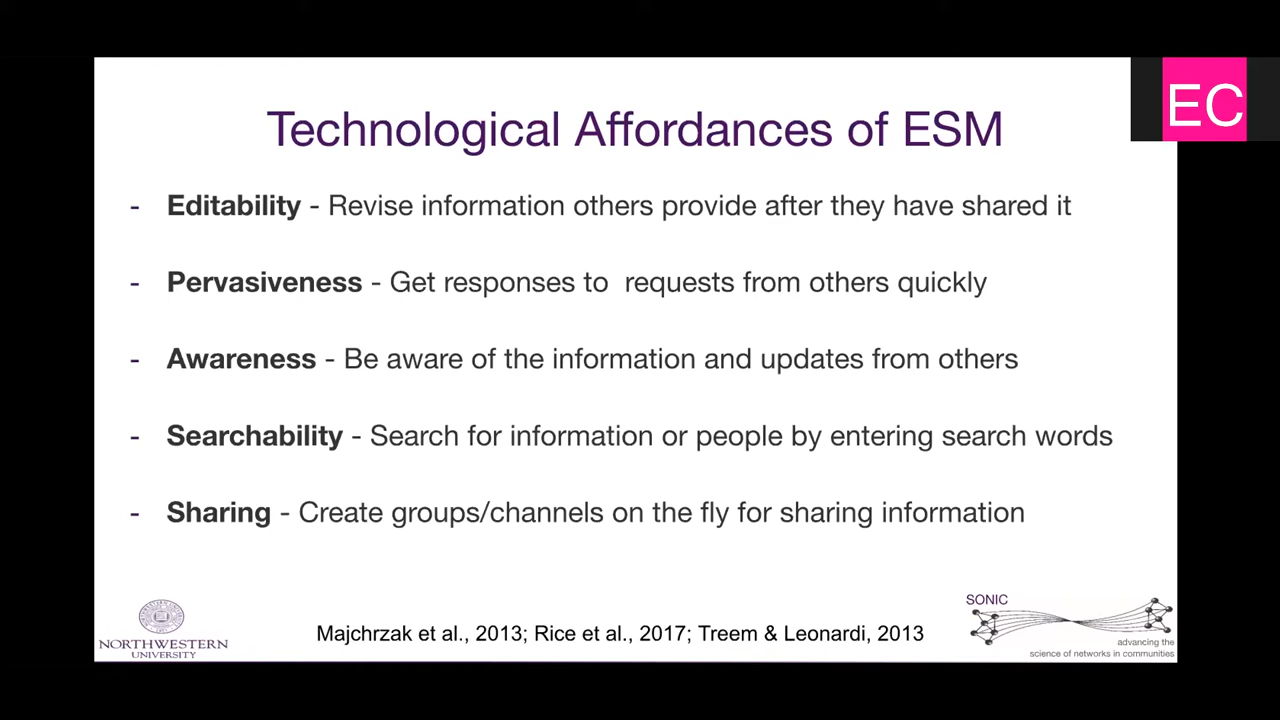 EC
Technological Affordances of ESM
- Editability - Revise information others provide after they have shared it
- Pervasiveness - Get responses to  requests from others quickly
- Awareness - Be aware of the information and updates from others
- Searchability - Search for information or people by entering search words
- Sharing - Create groups/channels on the fly for sharing information
NORTHWESTERN
UNIVERSITY
Majchrzak et al., 2013; Rice et al., 2017; Treem & Leonardi, 2013
SONIC
advancing the
science of networks in communities